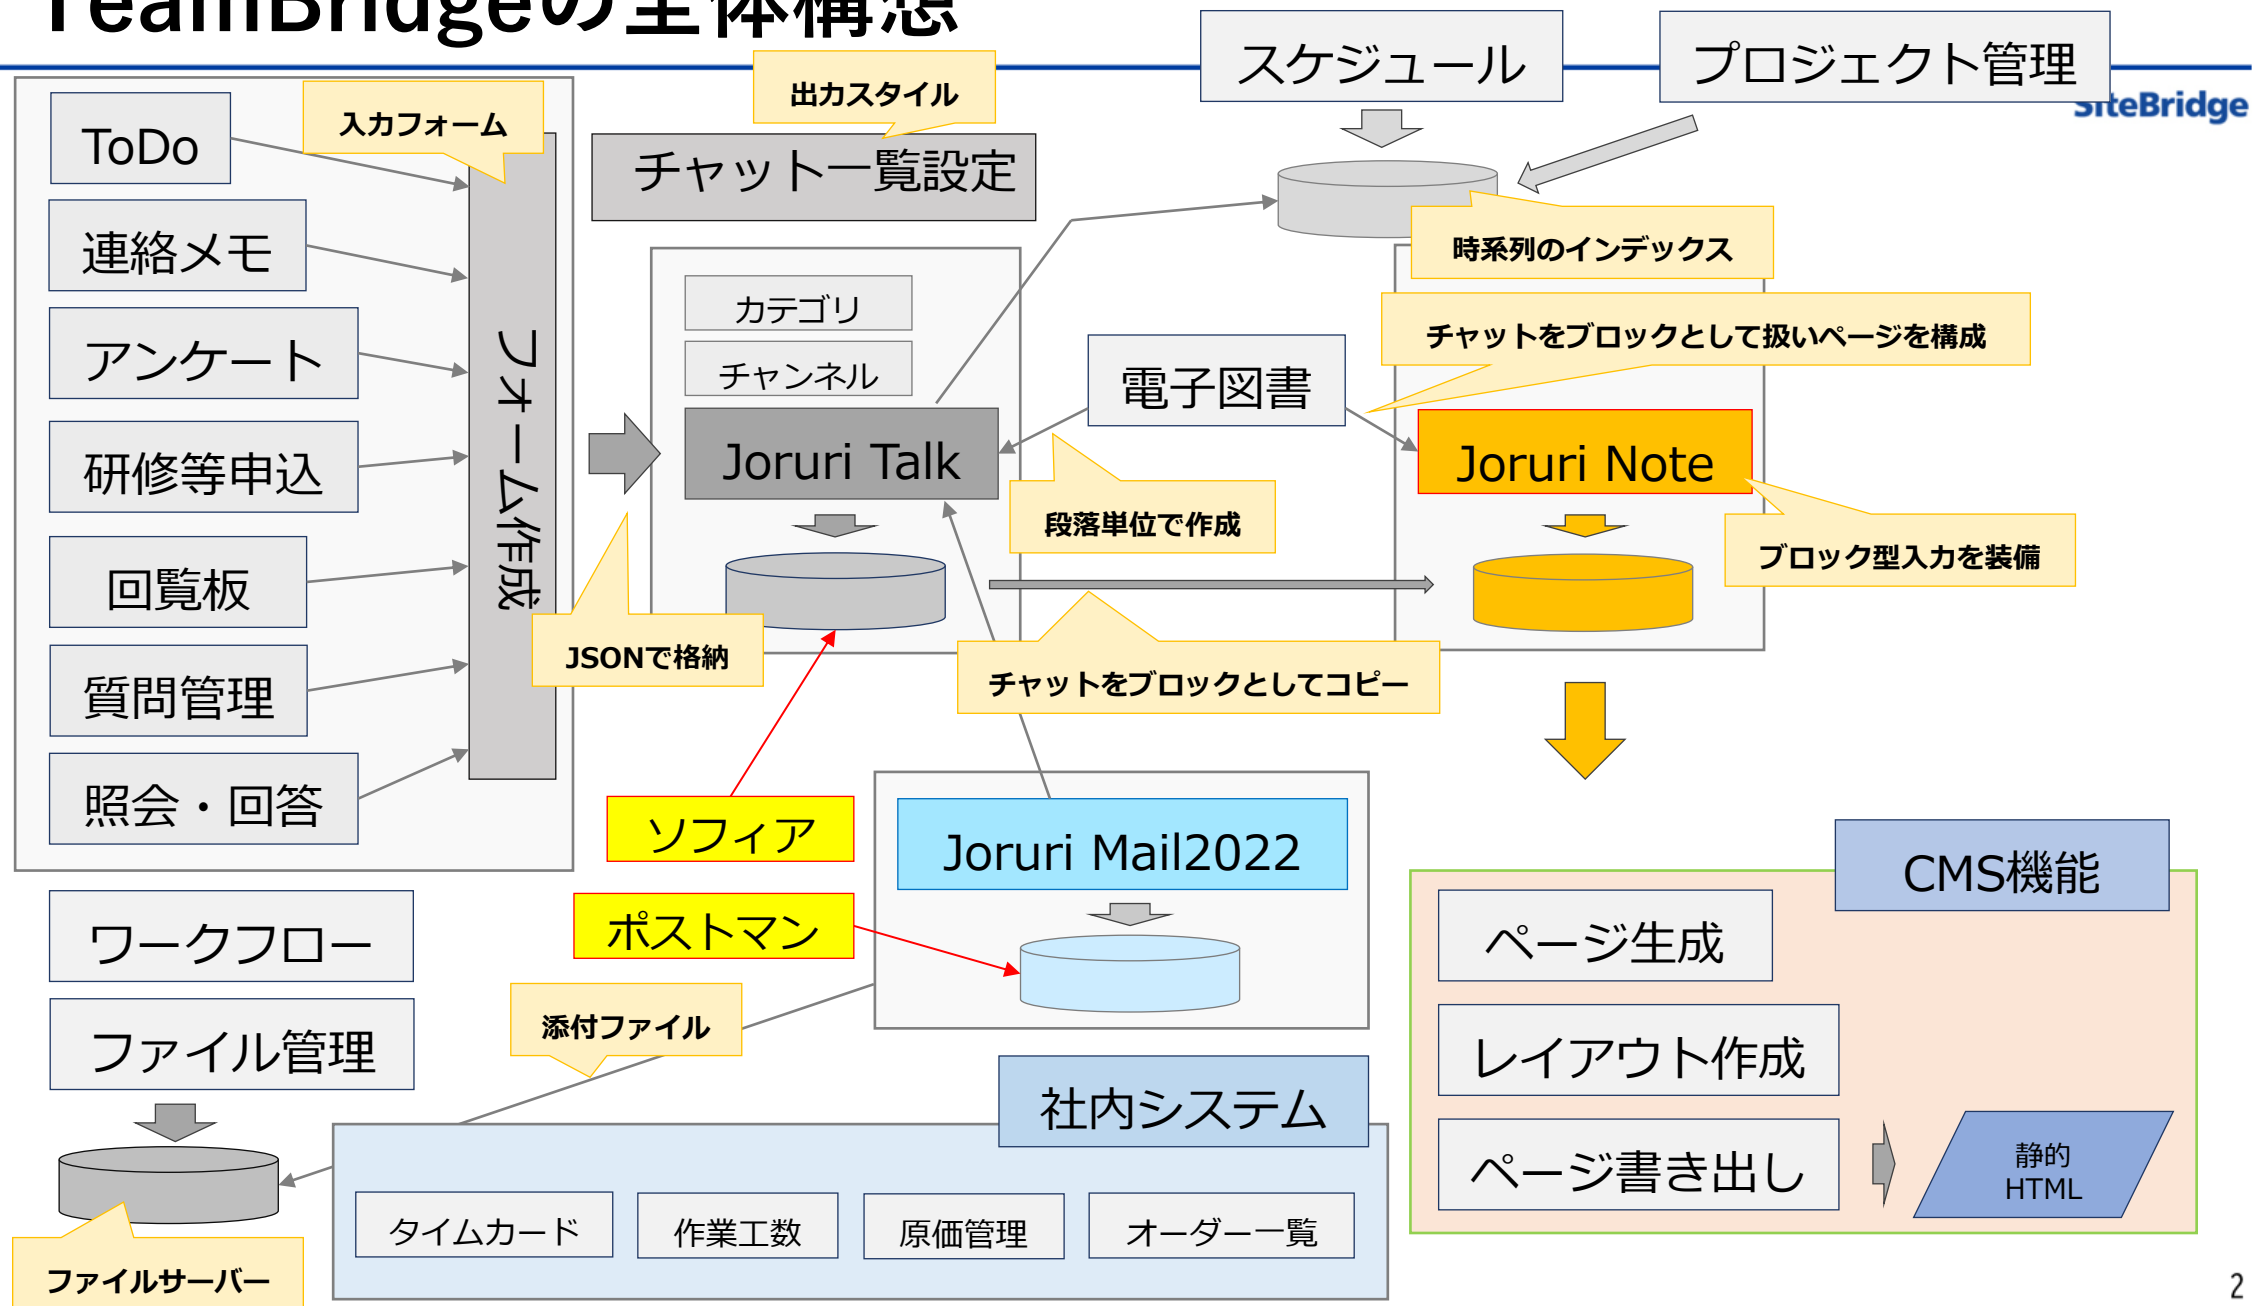 TeamBridgeの全体構想
スケジュール
プロジェクト管理
SiteBridge
出力スタイル
入力フォーム
ToDo
チャット一覧設定
連絡メモ
時系列のインデックス
カテゴリ
チャンネル
チャットをブロックとして扱いページを構成
アンケート
フォーム作成
電子図書
Joruri Talk
Joruri Note
研修等申込
段落単位で作成
ブロック型入力を装備
回覧板
JSONで格納
チャットをブロックとしてコピー
質問管理
照会・回答
ソフィア
Joruri Mail2022
CMS機能
ワークフロー
ポストマン
ページ生成
ファイル管理
添付ファイル
レイアウト作成
社内システム
ページ書き出し
静的
HTML
タイムカード
作業工数
原価管理
オーダー一覧
ファイルサーバー
2